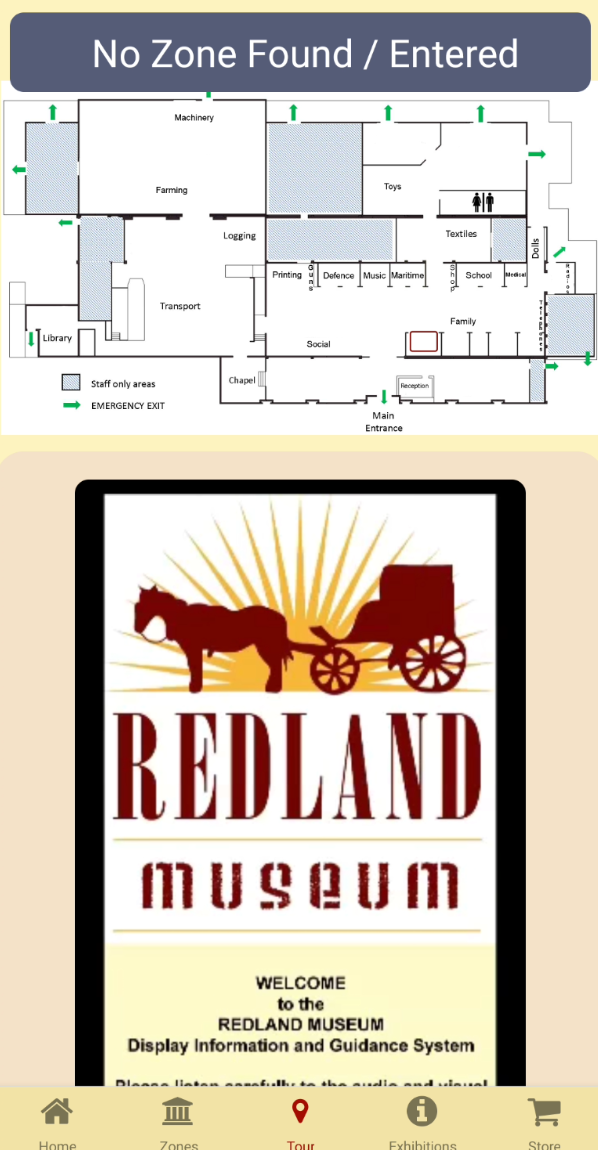 No Zone Found / Entered
Machinery
Farming
Toys
Logging
Textiles
Dolls
Printing
Guns
Defence
Music
Maritime
Shop
School
Medical
Radios
Transport
Telephones
Family
Library
Social
Chapel
Reception
Staff only areas
EMERGENCY EXIT
Main
Entrance
REDLAND
museum
WELCOME
to the
REDLAND MUSEUM
Display Information and Guidance System
Please listen carefully to the audio and visual
Home
Zones
Tour
Exhibitions
Store